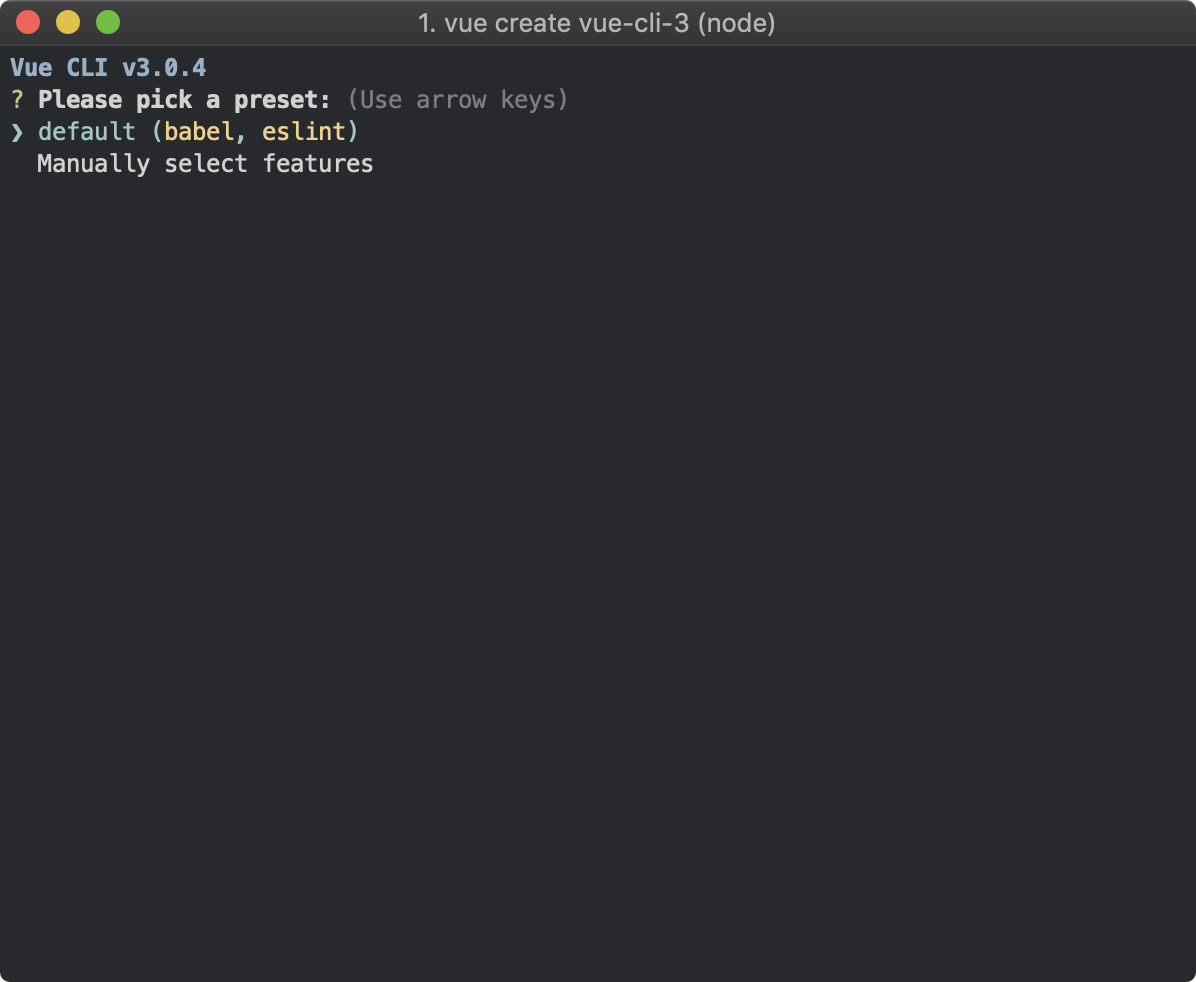 1. vue create vue-cli-3 (node)
Vue CLI v3.0.4
? Please pick a preset: (Use arrow keys)
❯ default (babel, eslint)
Manually select features